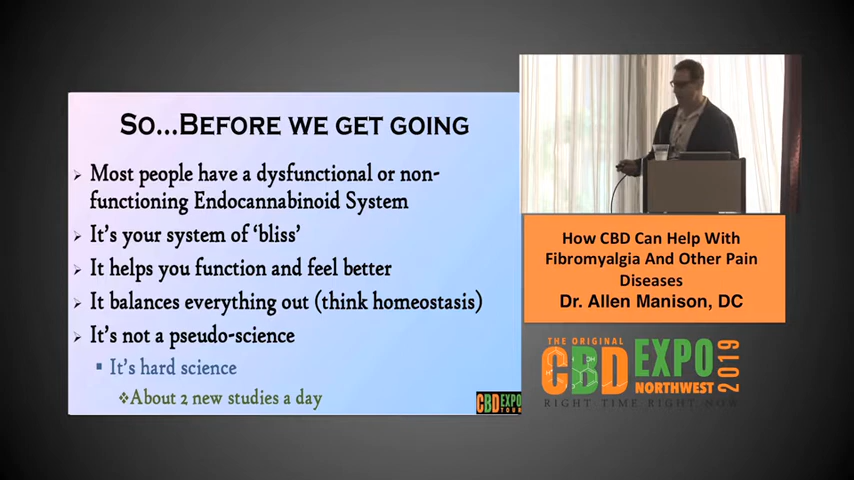 So...Before we get going
Most people have a dysfunctional or non-
functioning Endocannabinoid System
It's your system of 'bliss'
It helps you function and feel better
It balances everything out (think homeostasis)
It's not a pseudo-science
It's hard science
About 2 new studies a day
CBD EXPO
TOUR
How CBD Can Help With
Fibromyalgia And Other Pain
Diseases
Dr. Allen Manison, DC
THE ORIGINAL
CBD EXPO
NORTHWEST 2019
RIGHT TIME RIGHT NOW